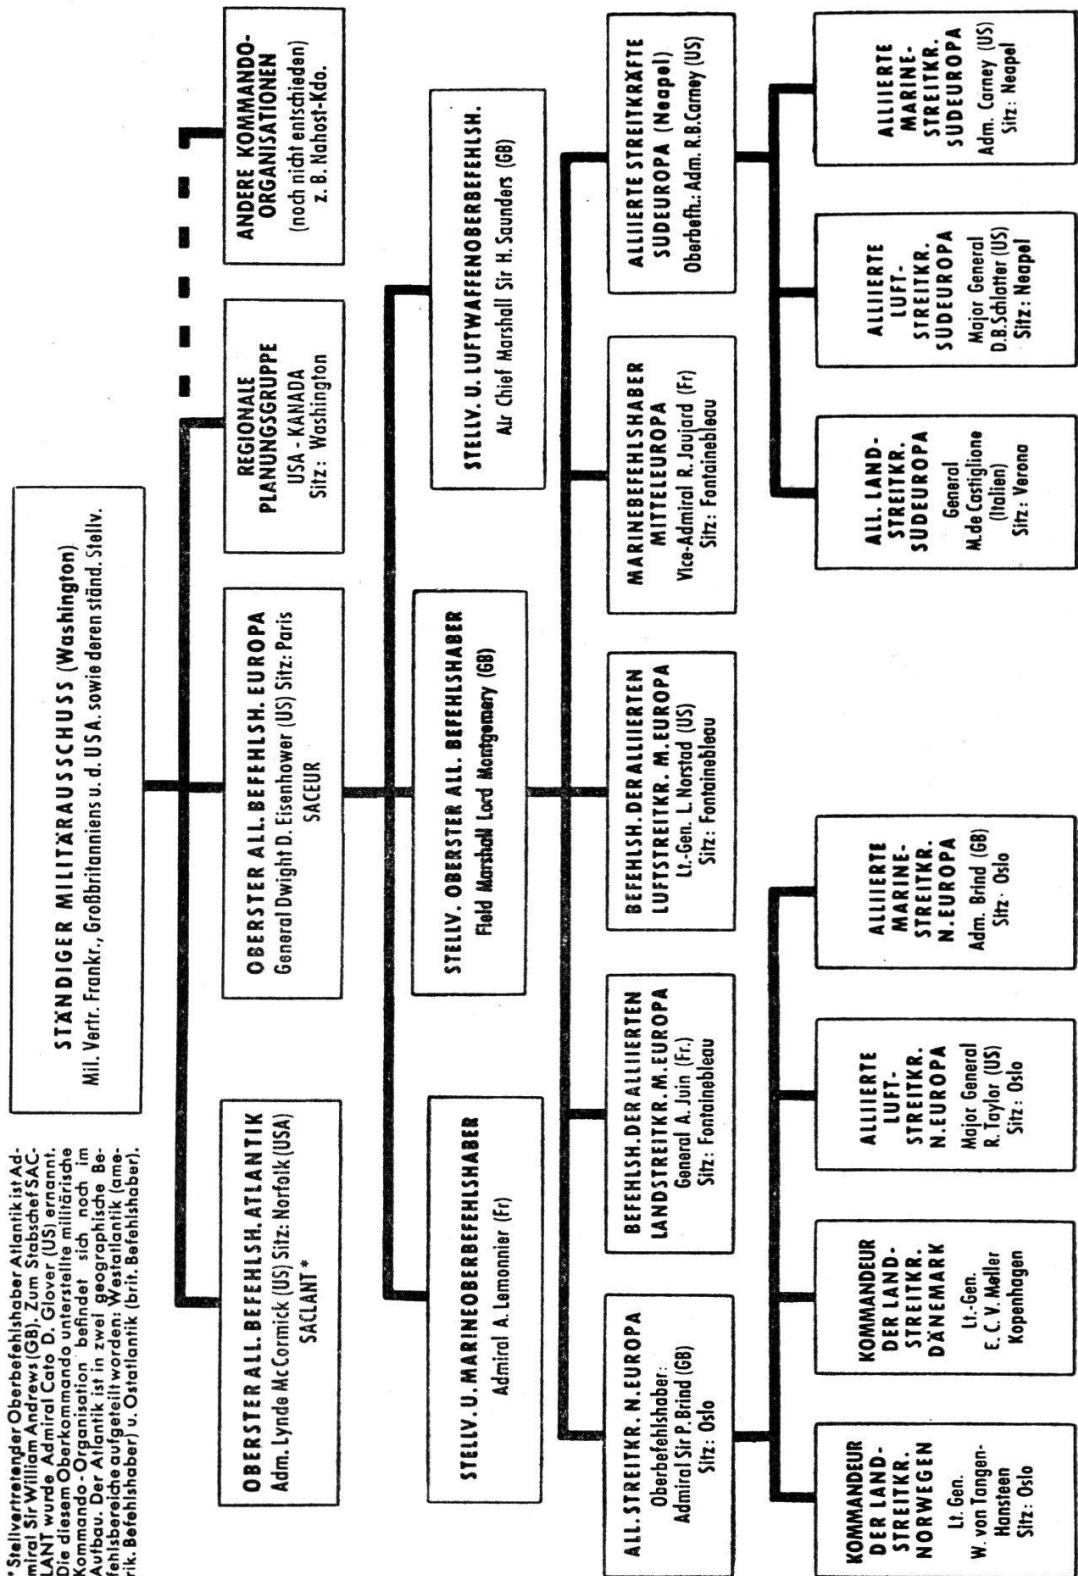 STÄNDIGER MILITÄRAUSSCHUSS (Washington)
Mil. Vertr. Frankr., Großbritanniens u. d. USA. sowie deren ständ. Stellv.
*Stellvertretender Oberbefehlshaber Atlantik ist Ad-
miral Sir William Andrews (GB). Zum Stabschef SAC-
LANT wurde Admiral Cato D. Glover (US) ernannt.
Die diesem Oberkommando unterstellte militärische
Kommando-Organisation befindet sich noch im
Aufbau. Der Atlantik ist in zwei geographische Be-
fehlsbereiche aufgeteilt worden: Westatlantik (ame-
rik. Befehlshaber) u. Ostatlantik (brit. Befehlshaber).
OBERSTER ALL. BEFEHLSH. ATLANTIK
Adm. Lynde McCormick (US) Sitz: Norfolk (USA)
SACLANT*
OBERSTER ALL. BEFEHLSH. EUROPA
General Dwight D. Eisenhower (US) Sitz: Paris
SACEUR
REGIONALE
PLANUNGSGRUPPE
USA - KANADA
Sitz: Washington
ANDERE KOMMANDO-
ORGANISATIONEN
(noch nicht entschieden)
z. B. Nahost-Kdo.
STELLV. U. MARINEOBERBEFEHLSHABER
Admiral A. Lemonnier (Fr)
STELLV. OBERSTER ALL. BEFEHLSHABER
Field Marshall Lord Montgomery (GB)
STELLV. U. LUFTWAFFENOBERBEFEHLSH.
Air Chief Marshall Sir H. Saunders (GB)
ALL. STREITKR. N. EUROPA
Oberbefehlshaber:
Admiral Sir P. Brind (GB)
Sitz: Oslo
BEFEHLSH. DER ALLIIERTEN
LANDSTREITKR. M. EUROPA
General A. Juin (Fr.)
Sitz: Fontainebleau
BEFEHLSH. DER ALLIIERTEN
LUFTSTREITKR. M. EUROPA
Lt.-Gen. L. Norstad (US)
Sitz: Fontainebleau
MARINEBEFEHLSHABER
MITTELEUROPA
Vice-Admiral R. Jaujard (Fr)
Sitz: Fontainebleau
ALLIIERTE STREITKRÄFTE
SUDEUROPA (Neapel)
Oberbefh.: Adm. R.B. Carney (US)
KOMMANDEUR
DER LAND-
STREITKR.
NORWEGEN
Lt. Gen.
W. von Tangen-
Hansteen
Sitz: Oslo
KOMMANDEUR
DER LAND-
STREITKR.
DÄNEMARK
Lt.-Gen.
E. C. V. Møller
Kopenhagen
ALLIIERTE
LUFT-
STREITKR.
N. EUROPA
Major General
R. Taylor (US)
Sitz: Oslo
ALLIIERTE
MARINE-
STREITKR.
N. EUROPA
Adm. Brind (GB)
Sitz: Oslo
ALL. LAND-
STREITKR.
SUDEUROPA
General
M. de Castiglione
(Italien)
Sitz: Verona
ALLIIERTE
LUFT-
STREITKR.
SUDEUROPA
Major General
D.B. Schlatter (US)
Sitz: Neapel
ALLIIERTE
MARINE-
STREITKR.
SUDEUROPA
Adm. Carney (US)
Sitz: Neapel